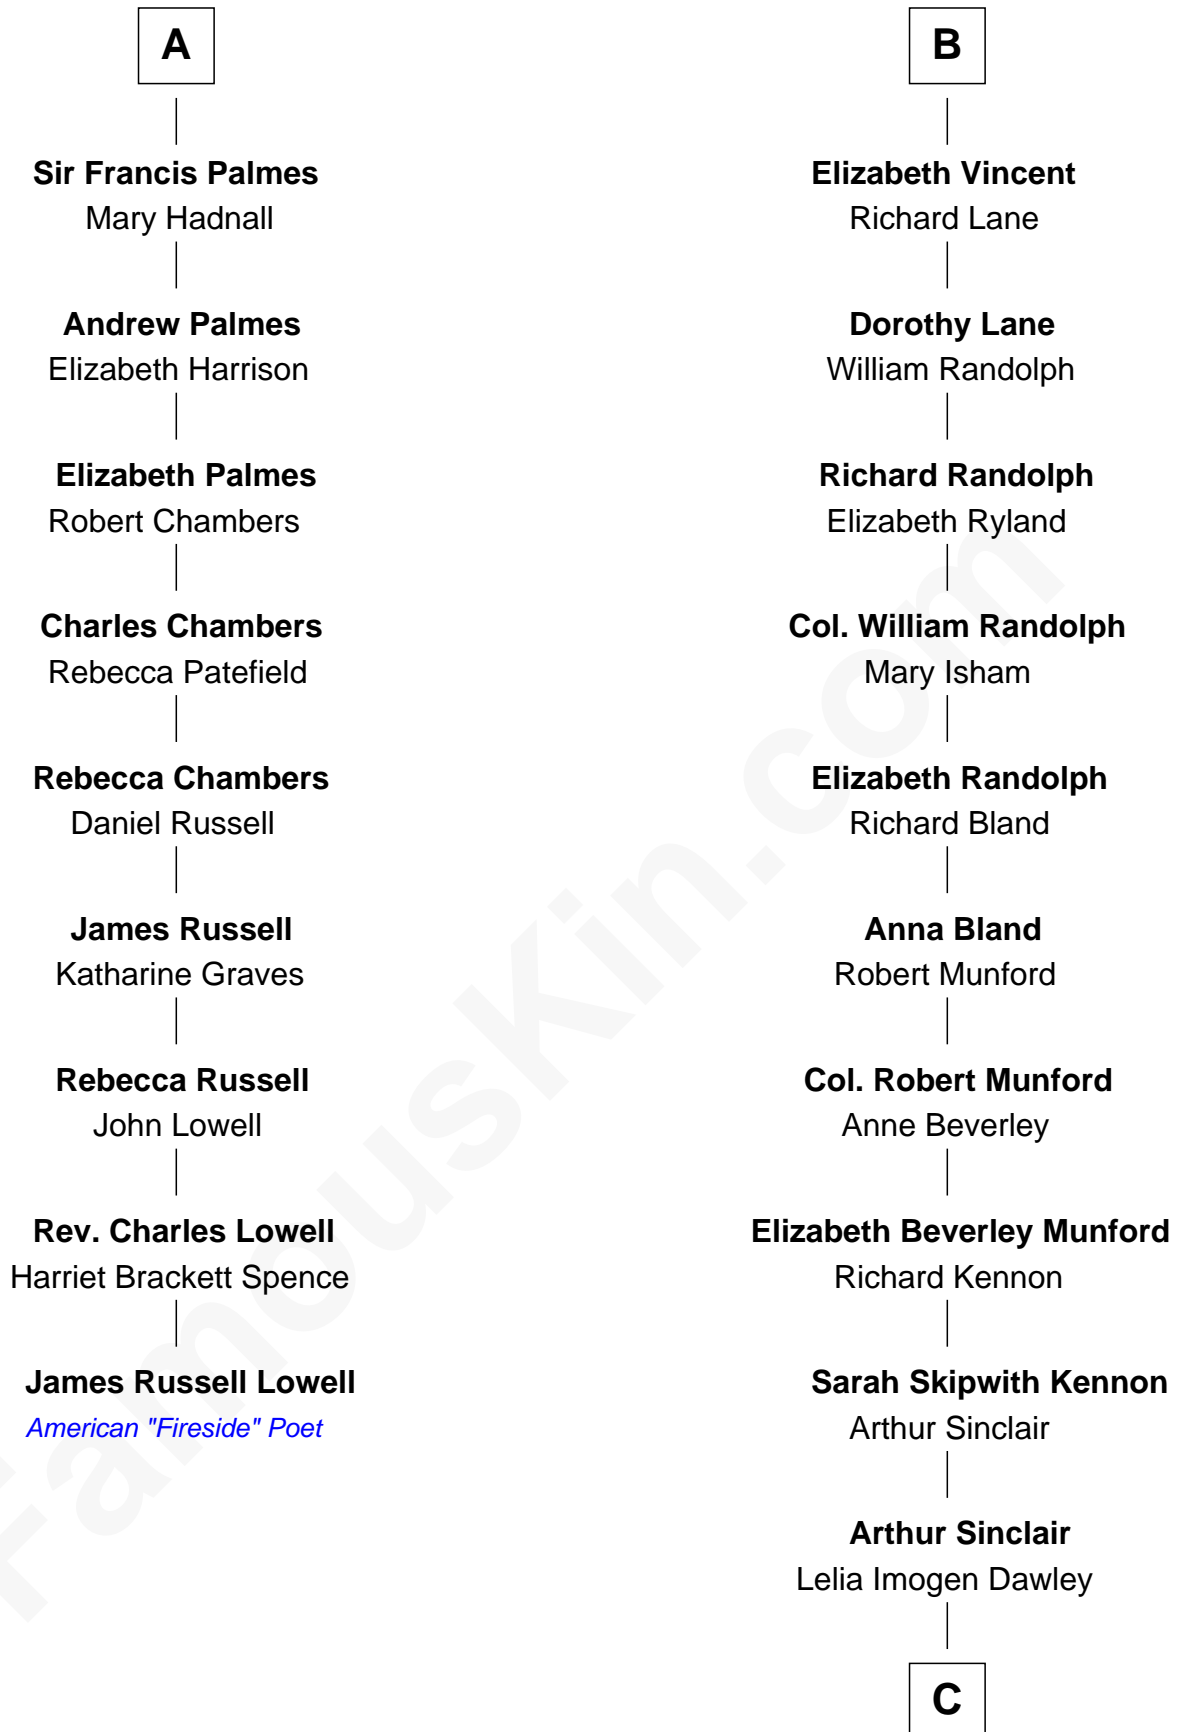 A
Sir Francis Palmes
Mary Hadnall
Andrew Palmes
Elizabeth Harrison
Elizabeth Palmes
Robert Chambers
Charles Chambers
Rebecca Patefield
Rebecca Chambers
Daniel Russell
James Russell
Katharine Graves
Rebecca Russell
John Lowell
Rev. Charles Lowell
Harriet Brackett Spence
James Russell Lowell
American "Fireside" Poet
B
Elizabeth Vincent
Richard Lane
Dorothy Lane
William Randolph
Richard Randolph
Elizabeth Ryland
Col. William Randolph
Mary Isham
Elizabeth Randolph
Richard Bland
Anna Bland
Robert Munford
Col. Robert Munford
Anne Beverley
Elizabeth Beverley Munford
Richard Kennon
Sarah Skipwith Kennon
Arthur Sinclair
Arthur Sinclair
Lelia Imogen Dawley
C
FamousKin.com